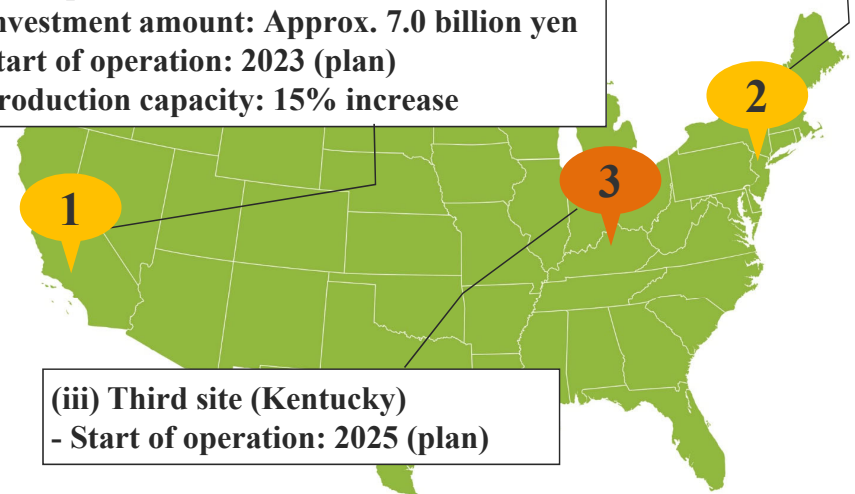 nvestment amount: Approx. 7.0 billion yen
tart of operation: 2023 (plan)
roduction capacity: 15% increase
2
3
1
(iii) Third site (Kentucky)
- Start of operation: 2025 (plan)